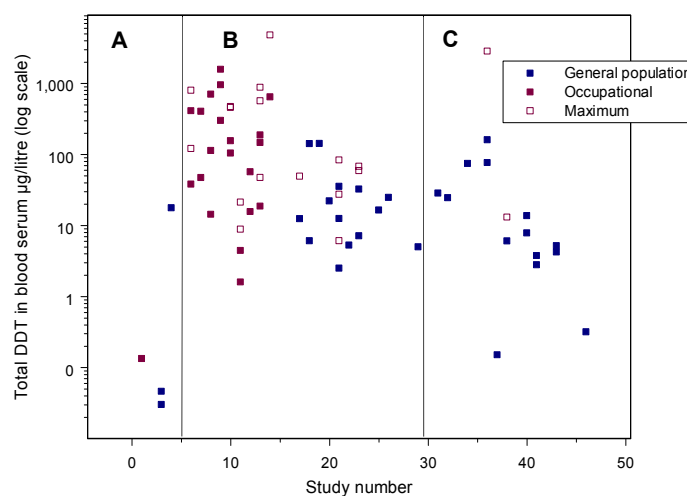 A
B
C
General population
Occupational
Maximum
Total DDT in blood serum µg/litre (log scale)
1,000
100
10
1
0
0
10
20
30
40
50
Study number